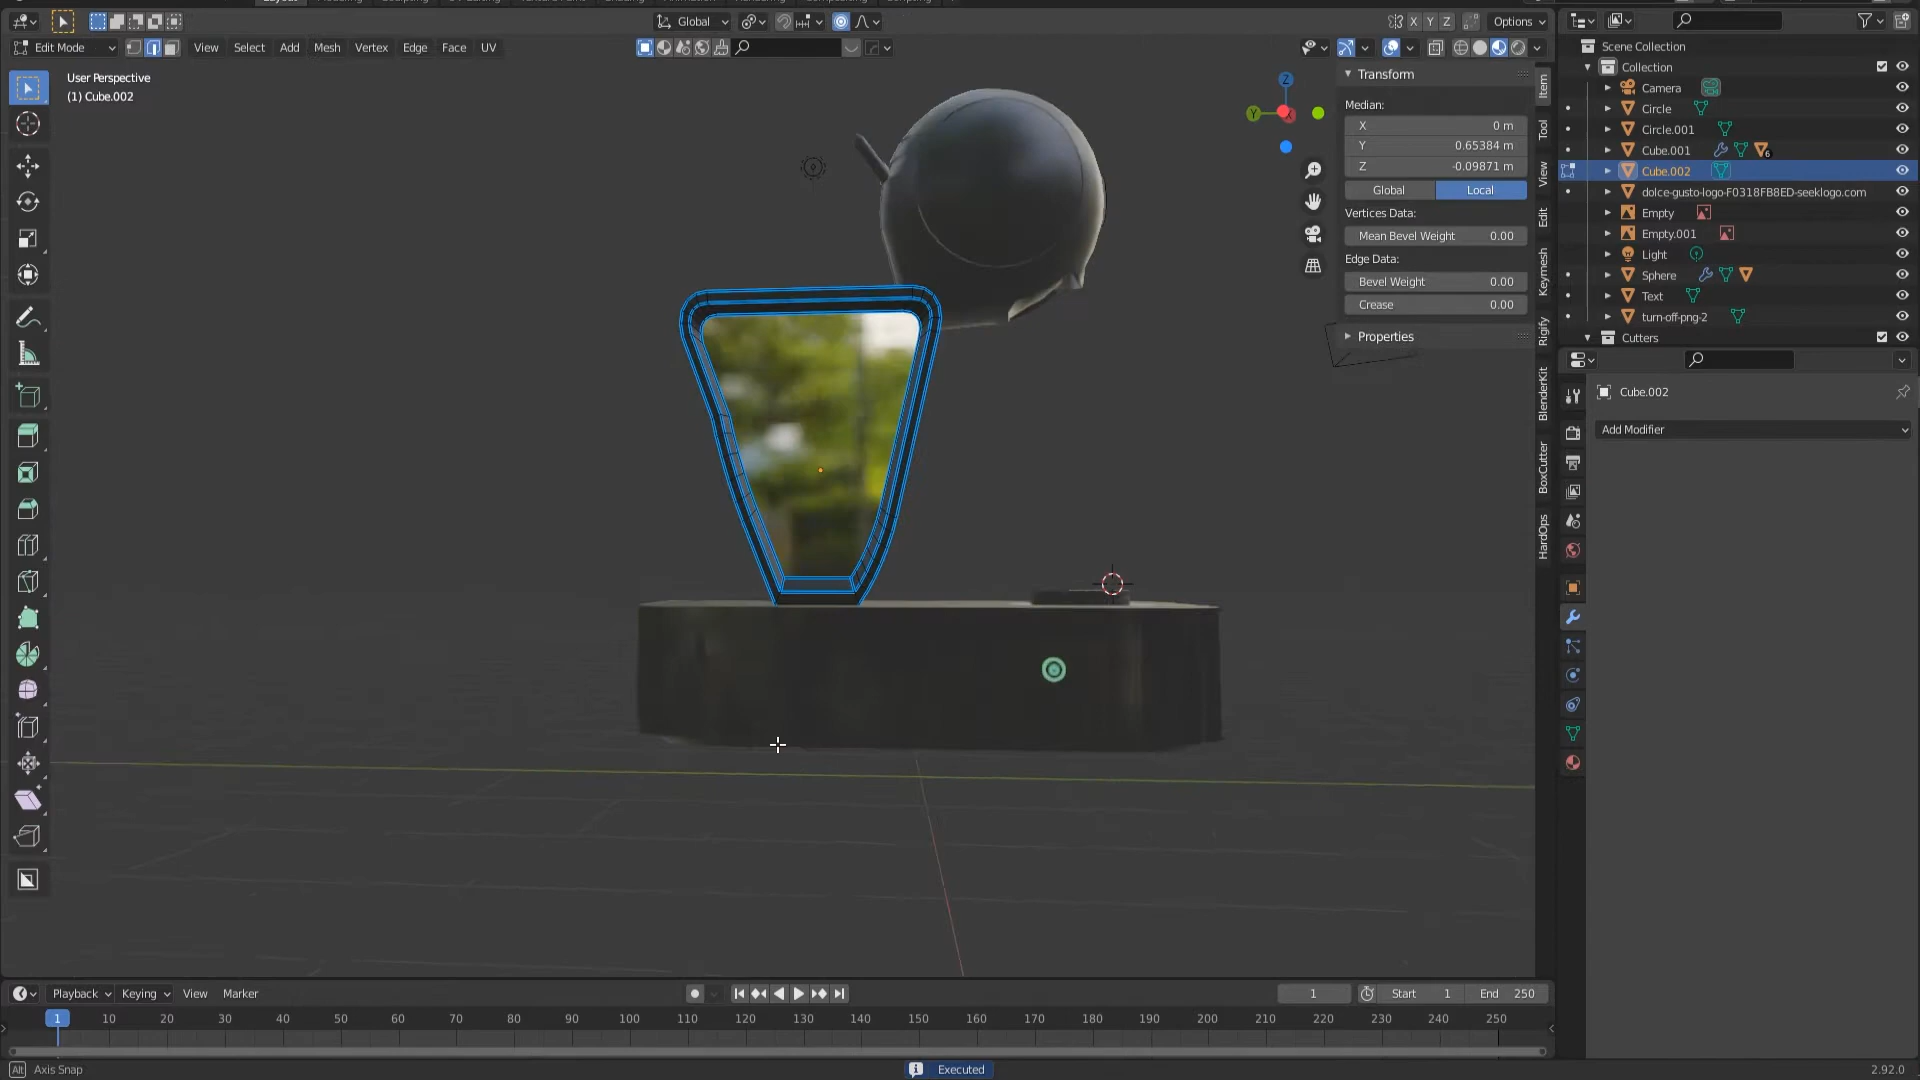 Global
Options
Edit Mode
View
Select
Add
Mesh
Vertex
Edge
Face
UV
User Perspective
(1) Cube.002
Z
Y
X
X
Y
Z
Transform
Median:
X 0 m
Y 0.65384 m
Z -0.09871 m
Global
Local
Vertices Data:
Mean Bevel Weight 0.00
Edge Data:
Bevel Weight 0.00
Crease 0.00
Properties
Item
Tool
View
Edit
Keymesh
Rigify
BlenderKit
BoxCutter
HardOps
Scene Collection
Collection
Camera
Circle
Circle.001
Cube.001
6
Cube.002
dolce-gusto-logo-F0318FB8ED-seeklogo.com
Empty
Empty.001
Light
Sphere
Text
turn-off-png-2
Cutters
Cube.002
Add Modifier
Playback
Keying
View
Marker
1
Start 1
End 250
1 10 20 30 40 50 60 70 80 90 100 110 120 130 140 150 160 170 180 190 200 210 220 230 240 250
Alt Axis Snap
Executed
2.92.0